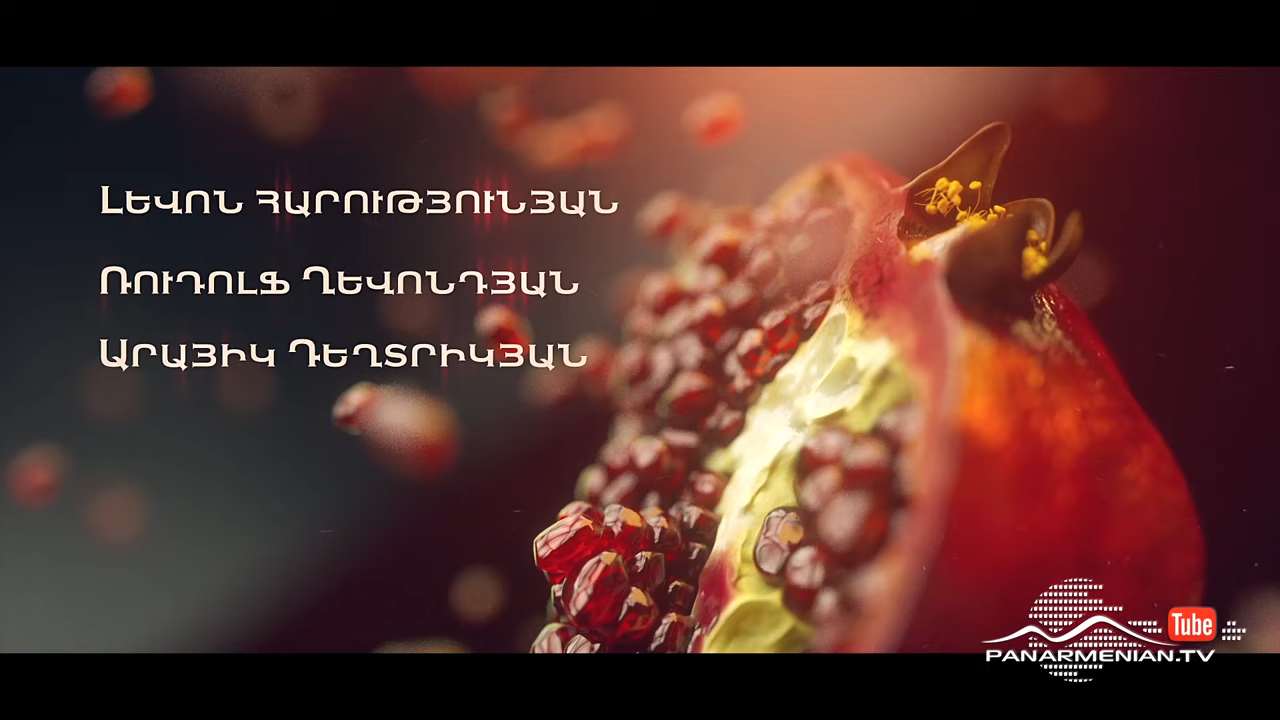 ԼԵՎՈՆ ՀԱՐՈՒԹՅՈՒՆՅԱՆ
ՌՈՒԴՈԼՖ ՂԵՎՈՆԴՅԱՆ
ԱՐԱՅԻԿ ԴԵՂՏՐԻԿՅԱՆ
Tube
PANARMENIAN.TV